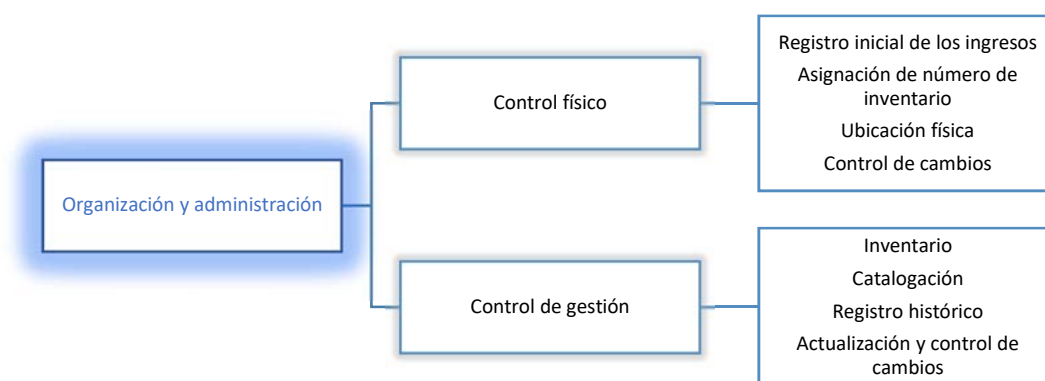 Organización y administración
Control físico
Registro inicial de los ingresos
Asignación de número de
inventario
Ubicación física
Control de cambios
Control de gestión
Inventario
Catalogación
Registro histórico
Actualización y control de
cambios